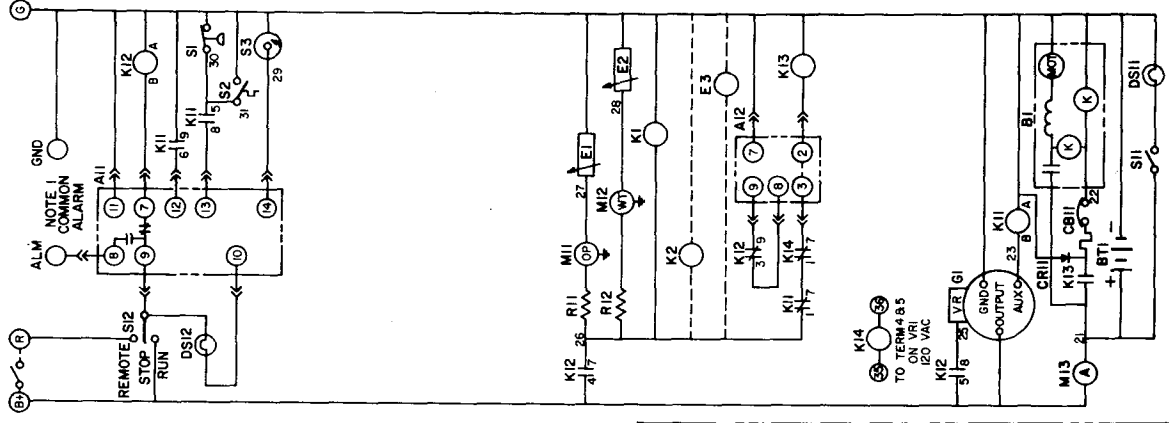 G
GND
NOTE 1
COMMON
ALARM
ALM
A11
11
7
12
13
14
8
9
10
K12
A
B
K11
6 9
K11
8 5
S1
30
S2
31
S3
29
R
B+
REMOTE
STOP
RUN
S12
DS12
K12
4 7
26
R11
R12
M11
OP
M12
WT
27
28
E1
E2
K1
K2
E3
A12
7
2
9
8
3
K13
K12
3 9
K14
1 7
K11
1 7
35
K14
36
TO TERM 4 & 5
ON VR1
120 VAC
K12
5 8
25
VR
G1
GND
OUTPUT
AUX
23
K11
A
B
CR11
K13
CB11
22
B1
MOT
K
K
BT1
+
-
M13
A
21
S11
DS11